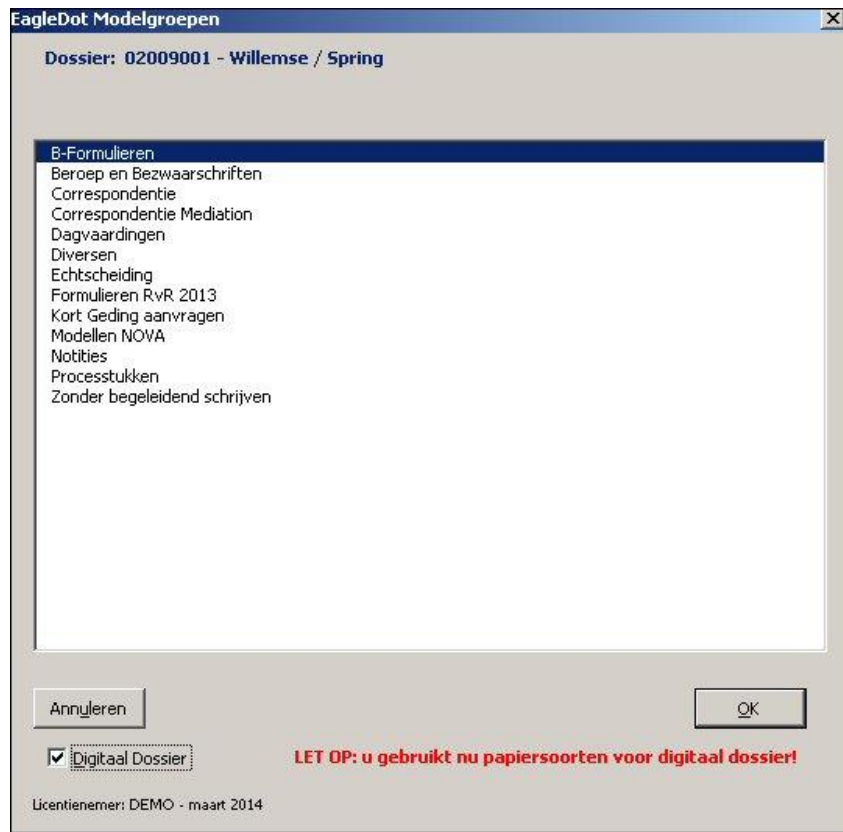 EagleDot Modelgroepen
Dossier: 02009001 - Willemse / Spring
B-Formulieren
Beroep en Bezwaarschriften
Correspondentie
Correspondentie Mediation
Dagvaardingen
Diversen
Echtscheiding
Formulieren RvR 2013
Kort Geding aanvragen
Modellen NOVA
Notities
Processtukken
Zonder begeleidend schrijven
Annuleren OK
Digitaal Dossier LET OP: u gebruikt nu papiersoorten voor digitaal dossier!
Licentienemer: DEMO - maart 2014